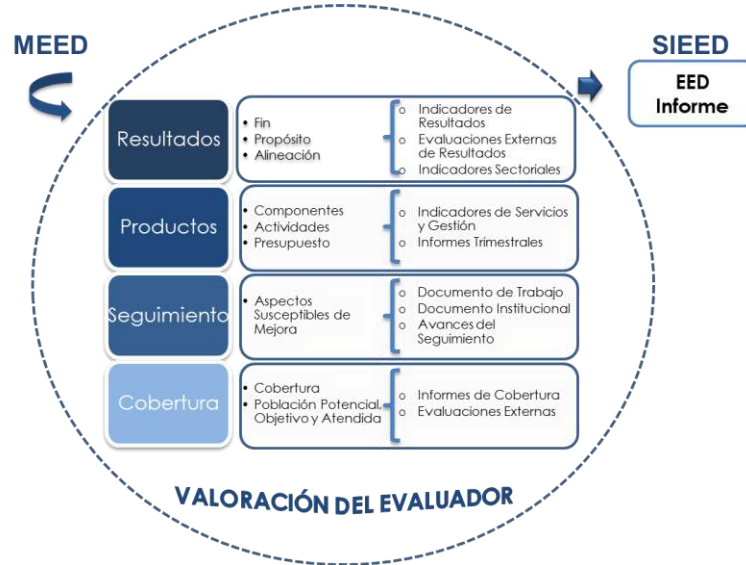 MEED
SIEED
EED
Informe
Resultados
• Fin
• Propósito
• Alineación
○ Indicadores de
Resultados
○ Evaluaciones Externas
de Resultados
○ Indicadores Sectoriales
Productos
• Componentes
• Actividades
• Presupuesto
○ Indicadores de Servicios
y Gestión
○ Informes Trimestrales
Seguimiento
• Aspectos
Susceptibles de
Mejora
○ Documento de Trabajo
○ Documento Institucional
○ Avances del
Seguimiento
Cobertura
• Cobertura
• Población Potencial,
Objetivo y Atendida
○ Informes de Cobertura
○ Evaluaciones Externas
VALORACIÓN DEL EVALUADOR